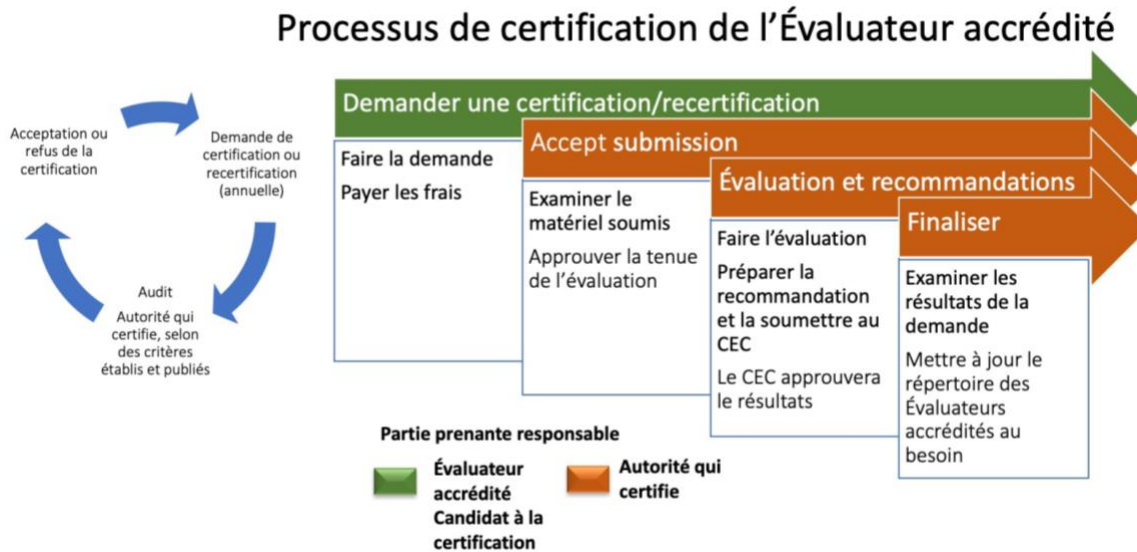 Processus de certification de l’Évaluateur accrédité
Acceptation ou
refus de la
certification
Demande de
certification ou
recertification
(annuelle)
Audit
Autorité qui
certifie, selon
des critères
établis et publiés
Demander une certification/recertification
Faire la demande
Payer les frais
Accept submission
Examiner le
matériel soumis
Approuver la tenue
de l’évaluation
Évaluation et recommandations
Faire l’évaluation
Préparer la
recommandation
et la soumettre au
CEC
Le CEC approuvera
le résultats
Finaliser
Examiner les
résultats de la
demande
Mettre à jour le
répertoire des
Évaluateurs
accrédités au
besoin
Partie prenante responsable
Évaluateur
accrédité
Candidat à la
certification
Autorité qui
certifie